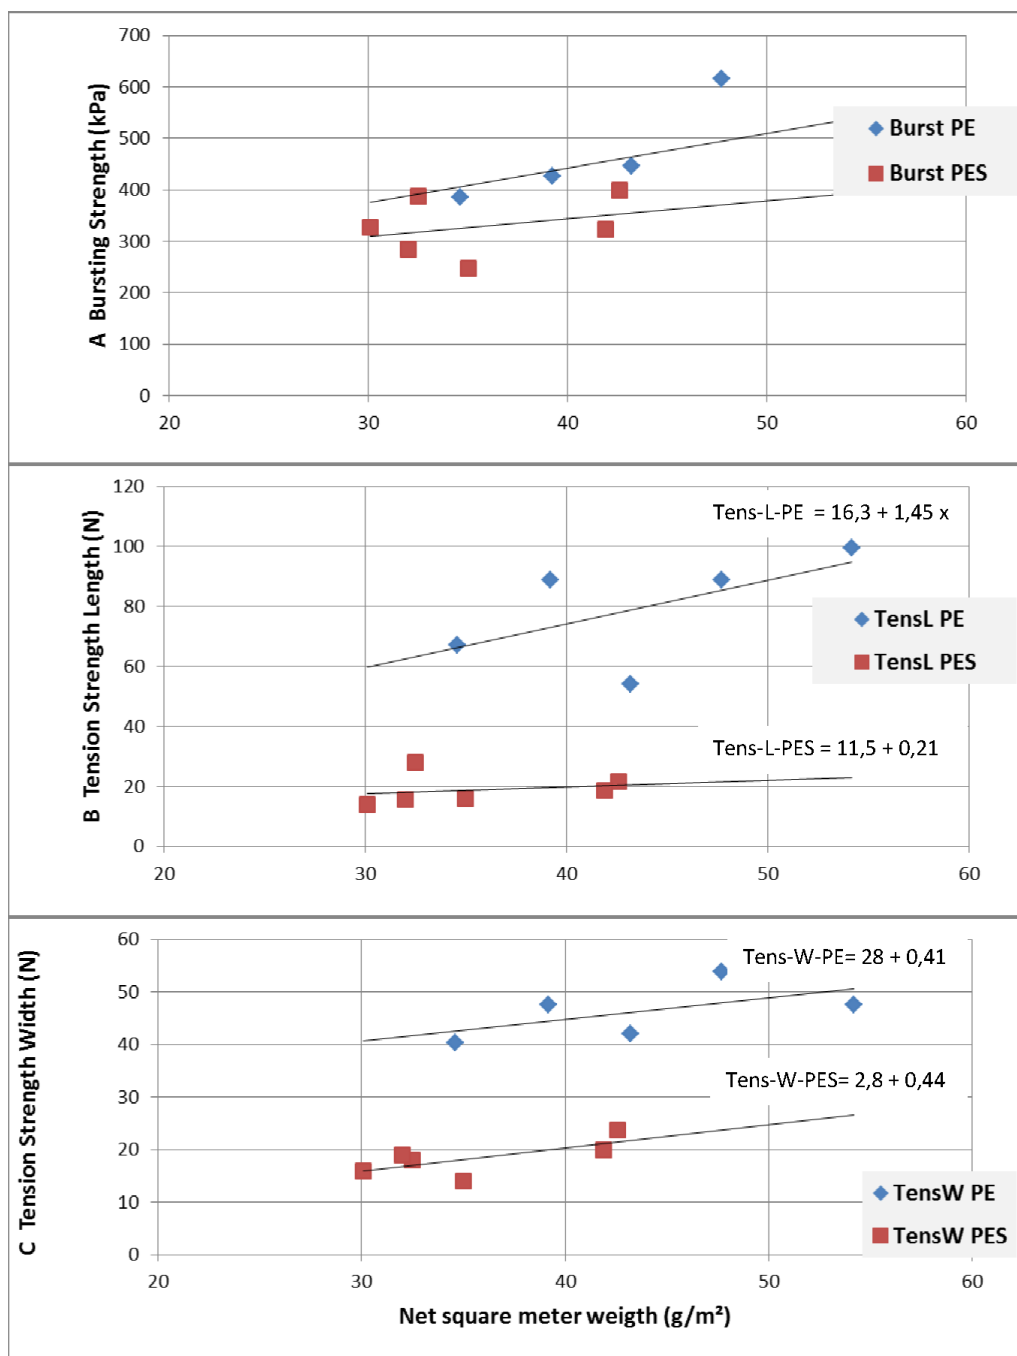 700
600
500
400
300
200
100
0
20 30 40 50 60
A Bursting Strength (kPa)
Burst PE
Burst PES
120
100
80
60
40
20
0
20 30 40 50 60
B Tension Strength Length (N)
Tens-L-PE = 16,3 + 1,45 x
TensL PE
TensL PES
Tens-L-PES = 11,5 + 0,21
60
50
40
30
20
10
0
20 30 40 50 60
C Tension Strength Width (N)
Tens-W-PE= 28 + 0,41
Tens-W-PES= 2,8 + 0,44
TensW PE
TensW PES
Net square meter weigth (g/m²)